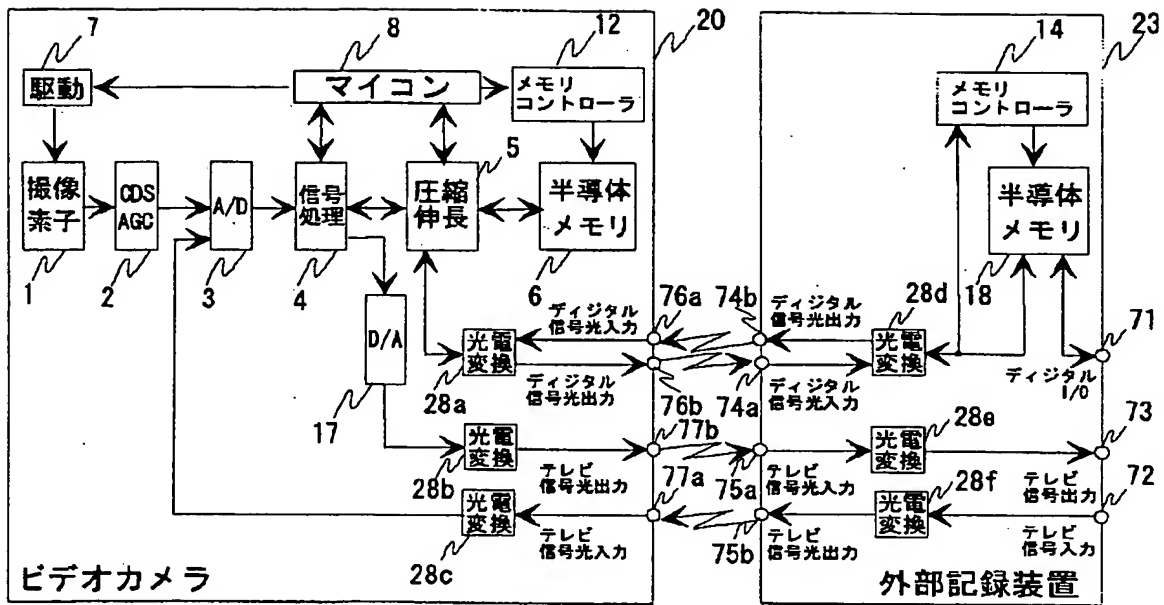 7
8
12
20
14
23
駆動
マイコン
メモリ
コントローラ
メモリ
コントローラ
撮像
素子
CDS
AGC
A/D
信号
処理
圧縮
伸長
5
半導体
メモリ
半導体
メモリ
1
2
3
4
6
18
76a
74b
28d
71
D/A
17
光電
変換
28a
ディジタル
信号光入力
ディジタル
信号光出力
76b
ディジタル
信号光出力
74a
ディジタル
信号光入力
光電
変換
ディジタル
I/O
光電
変換
28b
テレビ
信号光出力
77b
75a
テレビ
信号光入力
光電
変換
28e
テレビ
信号出力
73
光電
変換
28c
テレビ
信号光入力
77a
75b
テレビ
信号光出力
光電
変換
28f
テレビ
信号入力
72
ビデオカメラ
外部記録装置